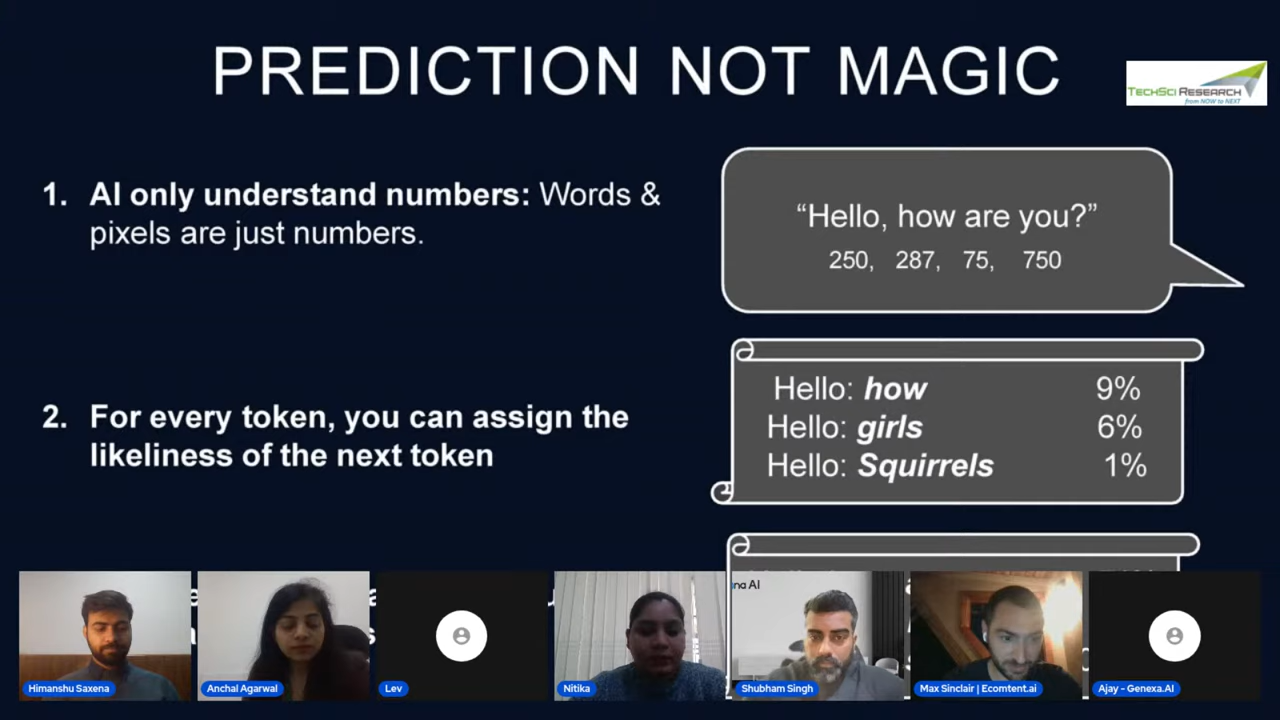 PREDICTION NOT MAGIC
TECHSCI RESEARCH
from NOW to NEXT
1. AI only understand numbers: Words &
pixels are just numbers.
“Hello, how are you?”
250, 287, 75, 750
2. For every token, you can assign the
likeliness of the next token
Hello: how 9%
Hello: girls 6%
Hello: Squirrels 1%
na AI
Himanshu Saxena
Anchal Agarwal
Lev
Nitika
Shubham Singh
Max Sinclair | Ecomtent.ai
Ajay - Genexa.AI